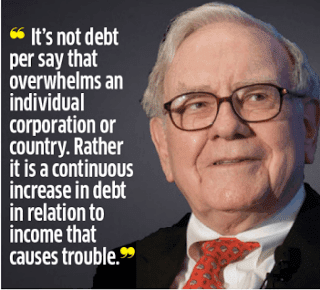 “ It’s not debt
per say that
overwhelms an
individual
corporation or
country. Rather
it is a continuous
increase in debt
in relation to
income that
causes trouble.”